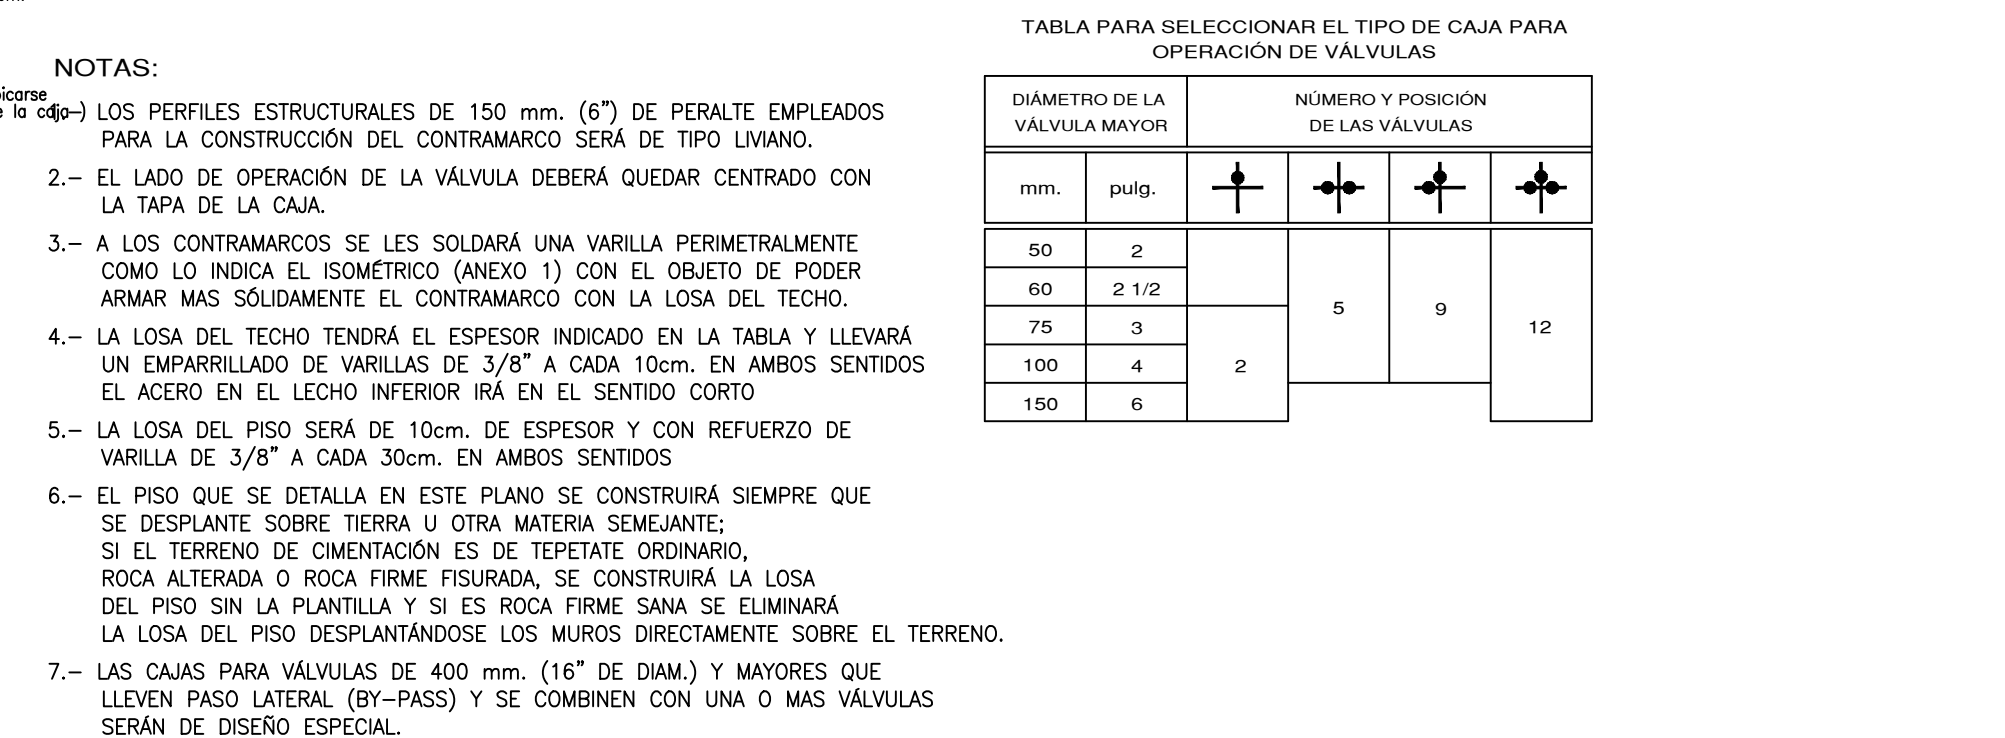 NOTAS:
LOS PERFILES ESTRUCTURALES DE 150 mm. (6") DE PERALTE EMPLEADOS
PARA LA CONSTRUCCIÓN DEL CONTRAMARCO SERÁ DE TIPO LIVIANO.
2.- EL LADO DE OPERACIÓN DE LA VÁLVULA DEBERÁ QUEDAR CENTRADO CON
LA TAPA DE LA CAJA.
3.- A LOS CONTRAMARCOS SE LES SOLDARÁ UNA VARILLA PERIMETRALMENTE
COMO LO INDICA EL ISOMÉTRICO (ANEXO 1) CON EL OBJETO DE PODER
ARMAR MAS SÓLIDAMENTE EL CONTRAMARCO CON LA LOSA DEL TECHO.
4.- LA LOSA DEL TECHO TENDRÁ EL ESPESOR INDICADO EN LA TABLA Y LLEVARÁ
UN EMPARRILLADO DE VARILLAS DE 3/8" A CADA 10cm. EN AMBOS SENTIDOS
EL ACERO EN EL LECHO INFERIOR IRÁ EN EL SENTIDO CORTO
5.- LA LOSA DEL PISO SERÁ DE 10cm. DE ESPESOR Y CON REFUERZO DE
VARILLA DE 3/8" A CADA 30cm. EN AMBOS SENTIDOS
6.- EL PISO QUE SE DETALLA EN ESTE PLANO SE CONSTRUIRÁ SIEMPRE QUE
SE DESPLANTE SOBRE TIERRA U OTRA MATERIA SEMEJANTE;
SI EL TERRENO DE CIMENTACIÓN ES DE TEPETATE ORDINARIO,
ROCA ALTERADA O ROCA FIRME FISURADA, SE CONSTRUIRÁ LA LOSA
DEL PISO SIN LA PLANTILLA Y SI ES ROCA FIRME SANA SE ELIMINARÁ
LA LOSA DEL PISO DESPLANTÁNDOSE LOS MUROS DIRECTAMENTE SOBRE EL TERRENO.
7.- LAS CAJAS PARA VÁLVULAS DE 400 mm. (16" DE DIAM.) Y MAYORES QUE
LLEVEN PASO LATERAL (BY-PASS) Y SE COMBINEN CON UNA O MAS VÁLVULAS
SERÁN DE DISEÑO ESPECIAL.
TABLA PARA SELECCIONAR EL TIPO DE CAJA PARA
OPERACIÓN DE VÁLVULAS
DIÁMETRO DE LA
VÁLVULA MAYOR
NÚMERO Y POSICIÓN
DE LAS VÁLVULAS
mm. pulg.
50 2
60 2 1/2
75 3
100 4
150 6
2
5
9
12